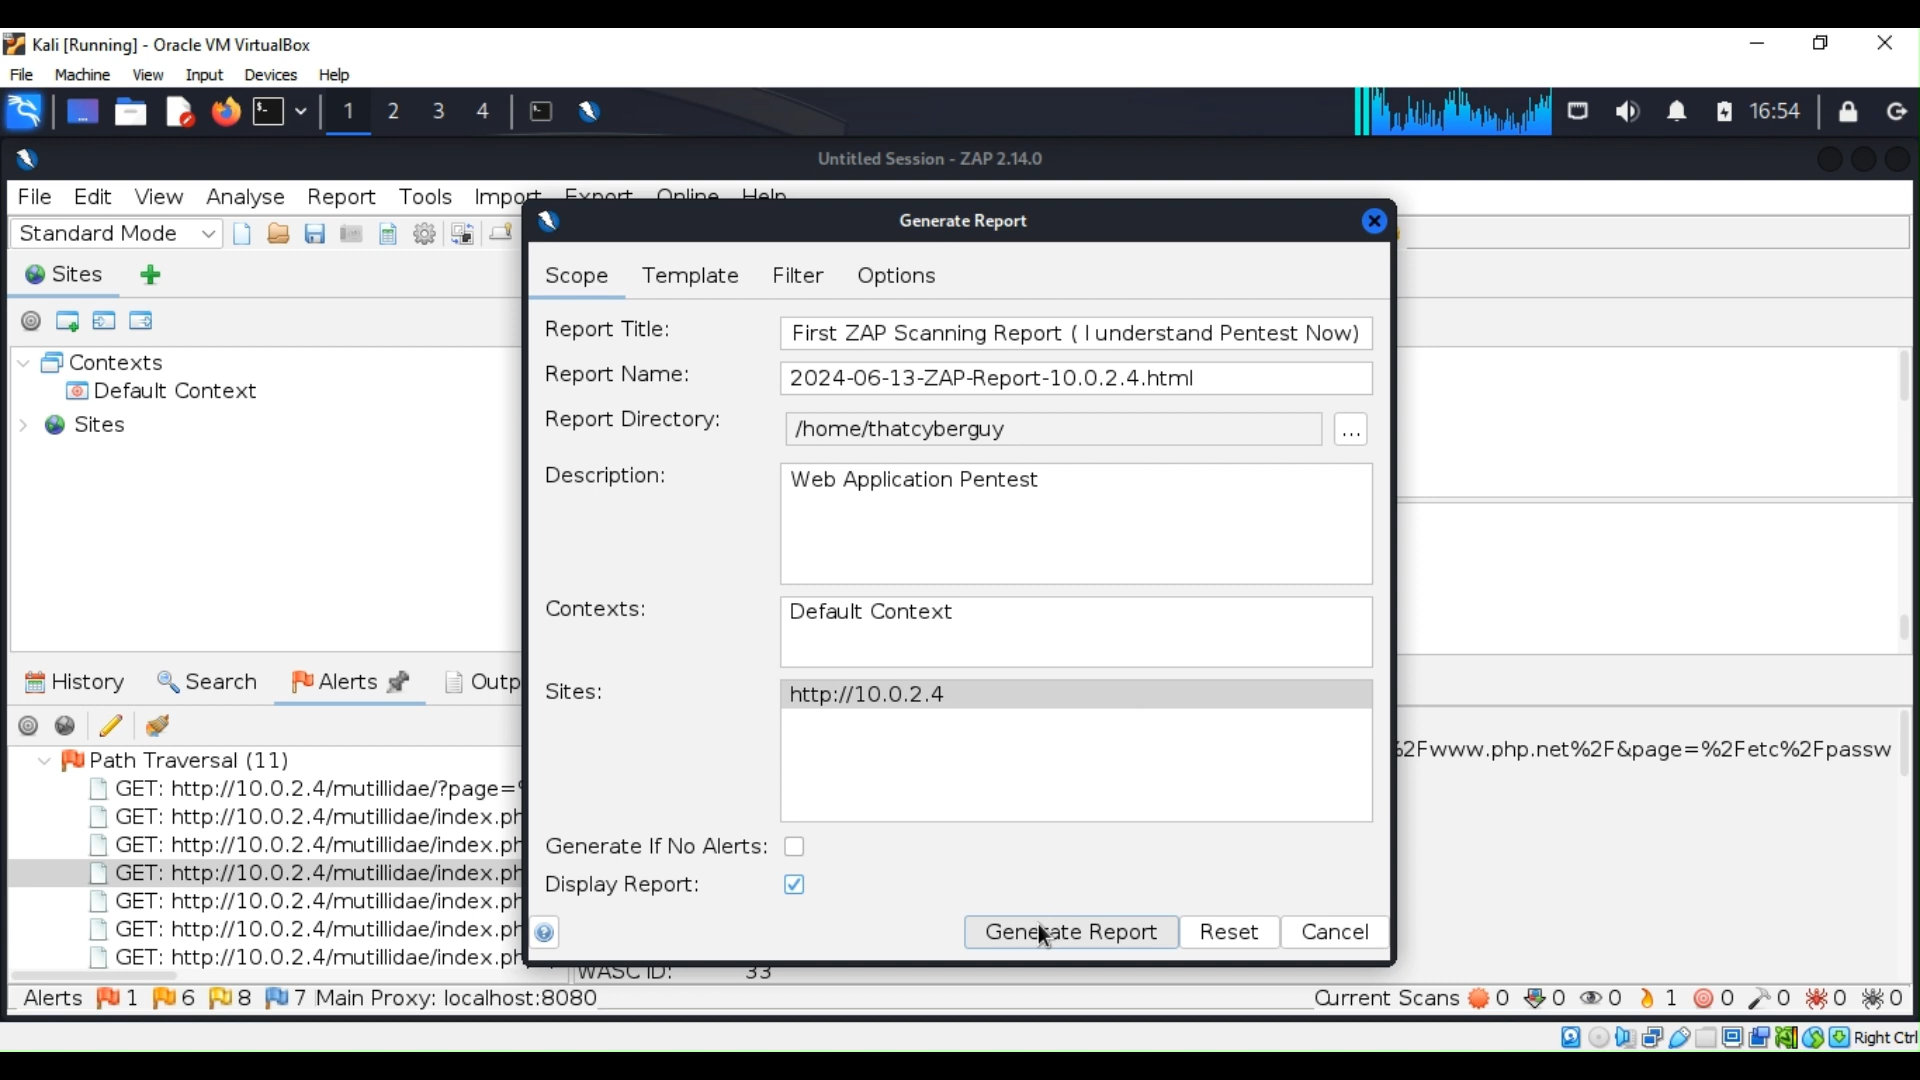 Kali [Running] - Oracle VM VirtualBox
File Machine View Input Devices Help
1 2 3 4 16:54
Untitled Session - ZAP 2.14.0
File Edit View Analyse Report Tools Import Export Online Help
Standard Mode
Generate Report
Sites
Scope Template Filter Options
Report Title: First ZAP Scanning Report ( I understand Pentest Now)
Report Name: 2024-06-13-ZAP-Report-10.0.2.4.html
Contexts
Default Context
Sites
Report Directory: /home/thatcyberguy ...
Description: Web Application Pentest
Contexts: Default Context
History Search Alerts Outp
Sites: http://10.0.2.4
Path Traversal (11)
GET: http://10.0.2.4/mutillidae/?page=
GET: http://10.0.2.4/mutillidae/index.ph
GET: http://10.0.2.4/mutillidae/index.ph
GET: http://10.0.2.4/mutillidae/index.ph
GET: http://10.0.2.4/mutillidae/index.ph
GET: http://10.0.2.4/mutillidae/index.ph
GET: http://10.0.2.4/mutillidae/index.ph
%2Fwww.php.net%2F&page=%2Fetc%2Fpassw
Generate If No Alerts:
Display Report:
Generate Report Reset Cancel
WASC ID: 33
Alerts 1 6 8 7 Main Proxy: localhost:8080 Current Scans 0 0 0 1 0 0 0 0
Right Ctrl